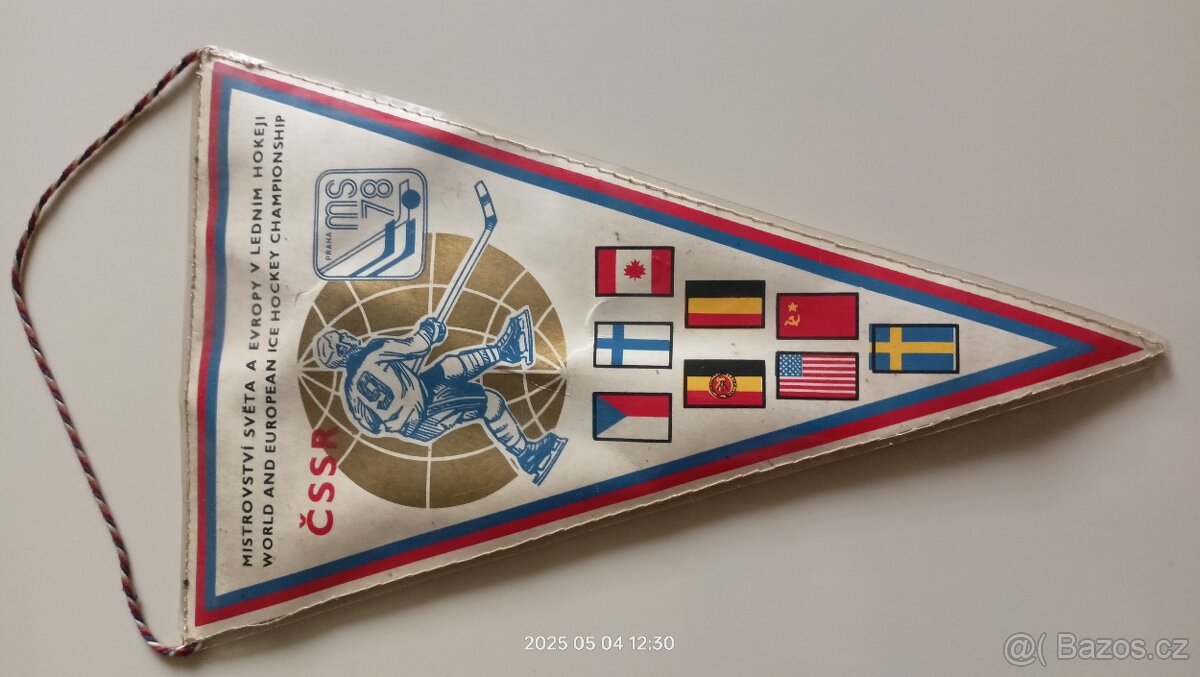 MISTROVSTVÍ SVĚTA A EVROPY V LEDNÍM HOKEJI
WORLD AND EUROPEAN ICE HOCKEY CHAMPIONSHIP
ČSSR
PRAHA
MS
78
9
2025 05 04 12:30
@( Bazos.cz